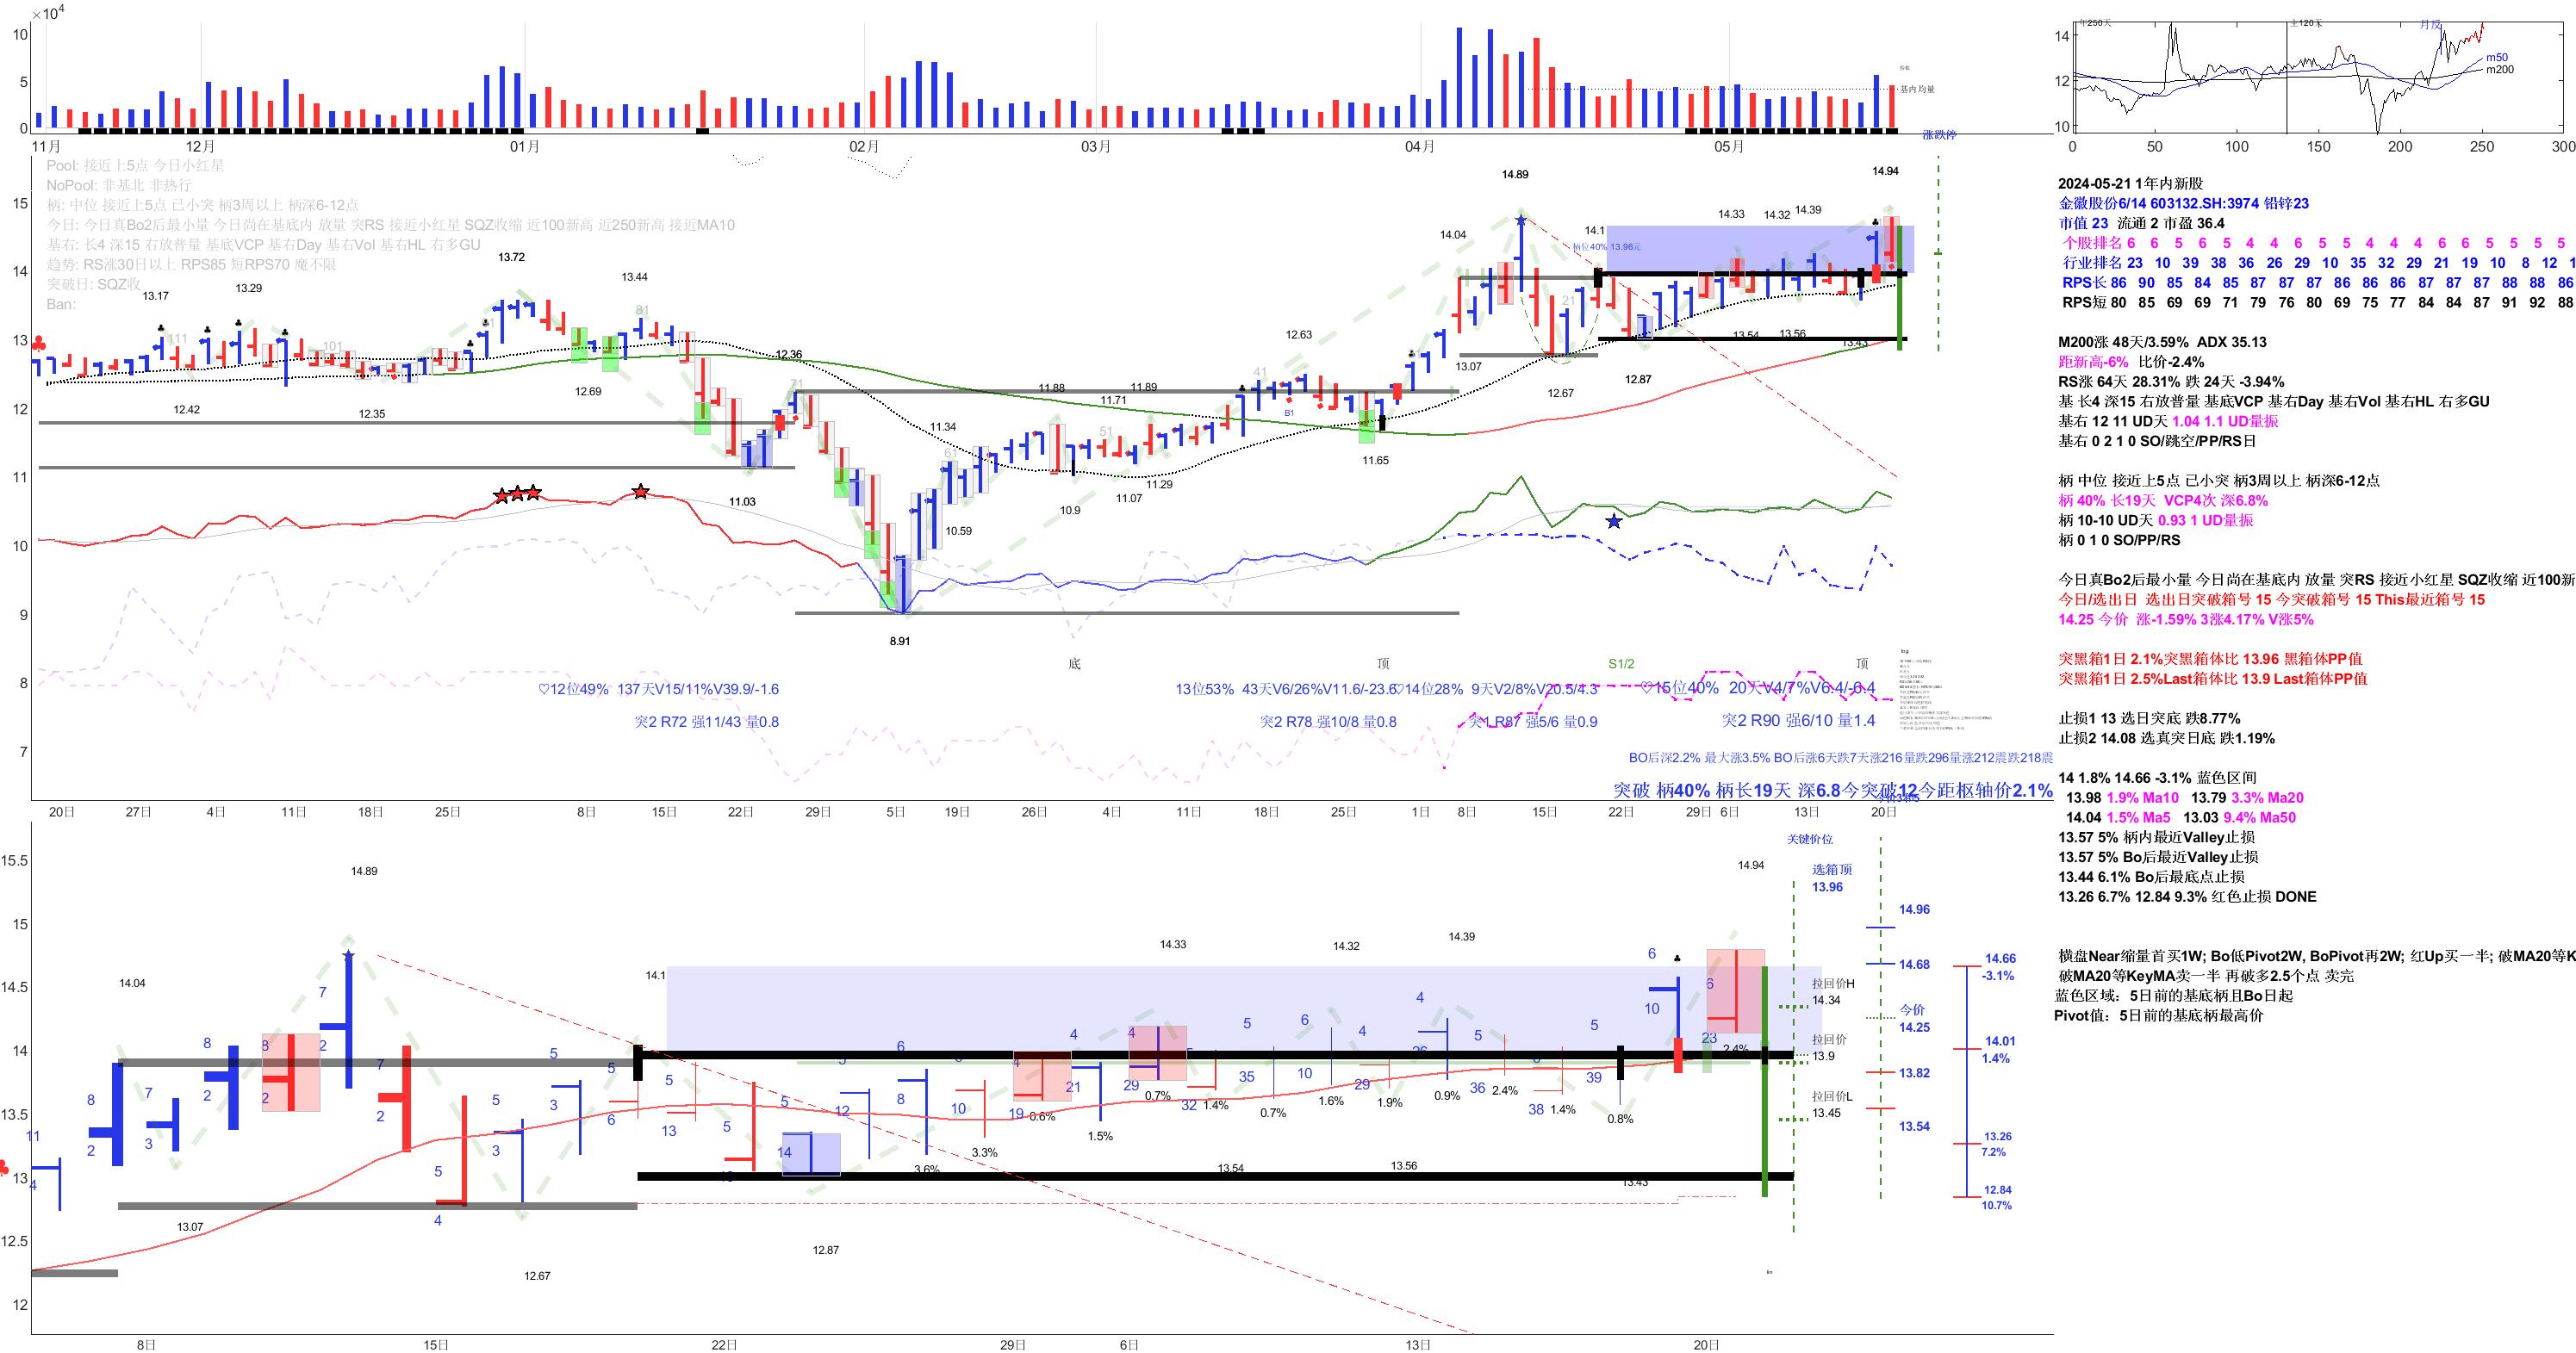 ×10⁴
10
5
0
11月
12月
01月
02月
03月
04月
05月
基内均量
涨跌停
Pool: 接近上5点 今日小红星
NoPool: 非基北 非热行
柄: 中位 接近上5点 已小突 柄3周以上 柄深6-12点
今日: 今日真Bo2后最小量 今日尚在基底内 放量 突RS 接近小红星 SQZ收缩 近100新高 近250新高 接近MA10
基右: 长4 深15 右放普量 基底VCP 基右Day 基右Vol 基右HL 右多GU
趋势: RS涨30日以上 RPS85 短RPS70 魔不限
突破日: SQZ收
Ban:
15
14
13
12
11
10
9
8
7
13.17
13.29
13.72
13.44
12.42
12.35
12.69
12.36
11.03
8.91
11.34
10.59
10.9
11.88
11.71
11.89
11.07
11.29
12.63
11.65
14.04
13.07
14.89
12.67
14.1
柄位40% 13.96元
12.87
14.33
14.32
14.39
13.54
13.56
13.43
14.94
111
101
91
81
71
61
51
41
21
B1
底
顶
S1/2
顶
♡12位49% 137天V15/11%V39.9/-1.6
突2 R72 强11/43 量0.8
13位53% 43天V6/26%V11.6/-23.6
突2 R78 强10/8 量0.8
♡14位28% 9天V2/8%V20.5/4.3
突1 R87 强5/6 量0.9
♡15位40% 20天V4/7%V6.4/-0.4
突2 R90 强6/10 量1.4
BO后深2.2% 最大涨3.5% BO后涨6天跌7天涨216量跌296量涨212震跌218震
突破 柄40% 柄长19天 深6.8今突破12今距枢轴价2.1%
20日
27日
4日
11日
18日
25日
8日
15日
22日
29日
5日
19日
26日
4日
11日
18日
25日
1日
8日
15日
22日
29日
6日
13日
20日
15.5
15
14.5
14
13.5
13
12.5
12
14.04
13.07
14.89
12.67
14.1
12.87
14.33
14.32
14.39
13.54
13.56
13.43
14.94
3.6%
3.3%
0.6%
1.5%
0.7%
1.4%
0.7%
1.6%
1.9%
0.9%
2.4%
1.4%
0.8%
2.4%
关键价位
选箱顶
13.96
拉回价H
14.34
拉回价
13.9
拉回价L
13.45
14.96
14.68
今价
14.25
13.82
13.54
14.66
-3.1%
14.01
1.4%
13.26
7.2%
12.84
10.7%
8日
15日
22日
29日
6日
13日
20日
年250天
上120天
月反
14
12
10
m50
m200
0
50
100
150
200
250
300
2024-05-21 1年内新股
金徽股份6/14 603132.SH:3974 铅锌23
市值 23 流通 2 市盈 36.4
个股排名 6 6 5 6 5 4 4 6 5 5 4 4 4 6 6 5 5 5 5
行业排名 23 10 39 38 36 26 29 10 35 32 29 21 19 10 8 12 1
RPS长 86 90 85 84 85 87 87 87 86 86 86 87 87 87 88 88 86
RPS短 80 85 69 69 71 79 76 80 69 75 77 84 84 87 91 92 88
M200涨 48天/3.59% ADX 35.13
距新高-6% 比价-2.4%
RS涨 64天 28.31% 跌 24天 -3.94%
基 长4 深15 右放普量 基底VCP 基右Day 基右Vol 基右HL 右多GU
基右 12 11 UD天 1.04 1.1 UD量振
基右 0 2 1 0 SO/跳空/PP/RS日
柄 中位 接近上5点 已小突 柄3周以上 柄深6-12点
柄 40% 长19天 VCP4次 深6.8%
柄 10-10 UD天 0.93 1 UD量振
柄 0 1 0 SO/PP/RS
今日真Bo2后最小量 今日尚在基底内 放量 突RS 接近小红星 SQZ收缩 近100新
今日/选出日 选出日突破箱号 15 今突破箱号 15 This最近箱号 15
14.25 今价 涨-1.59% 3涨4.17% V涨5%
突黑箱1日 2.1%突黑箱体比 13.96 黑箱体PP值
突黑箱1日 2.5%Last箱体比 13.9 Last箱体PP值
止损1 13 选日突底 跌8.77%
止损2 14.08 选真突日底 跌1.19%
14 1.8% 14.66 -3.1% 蓝色区间
13.98 1.9% Ma10 13.79 3.3% Ma20
14.04 1.5% Ma5 13.03 9.4% Ma50
13.57 5% 柄内最近Valley止损
13.57 5% Bo后最近Valley止损
13.44 6.1% Bo后最底点止损
13.26 6.7% 12.84 9.3% 红色止损 DONE
横盘Near缩量首买1W; Bo低Pivot2W, BoPivot再2W; 红Up买一半; 破MA20等K
破MA20等KeyMA卖一半 再破多2.5个点 卖完
蓝色区域：5日前的基底柄且Bo日起
Pivot值：5日前的基底柄最高价